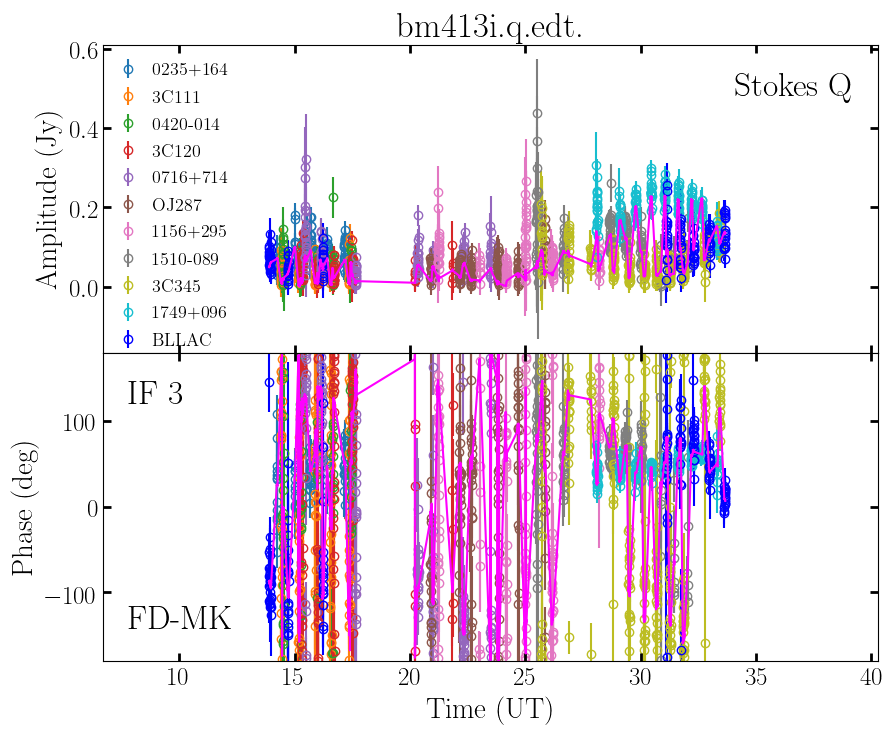 bm413i.q.edt.
0.6
0.4
0.2
0.0
Amplitude (Jy)
Stokes Q
0235+164
3C111
0420-014
3C120
0716+714
OJ287
1156+295
1510-089
3C345
1749+096
BLLAC
IF 3
FD-MK
100
0
−100
Phase (deg)
10 15 20 25 30 35 40
Time (UT)